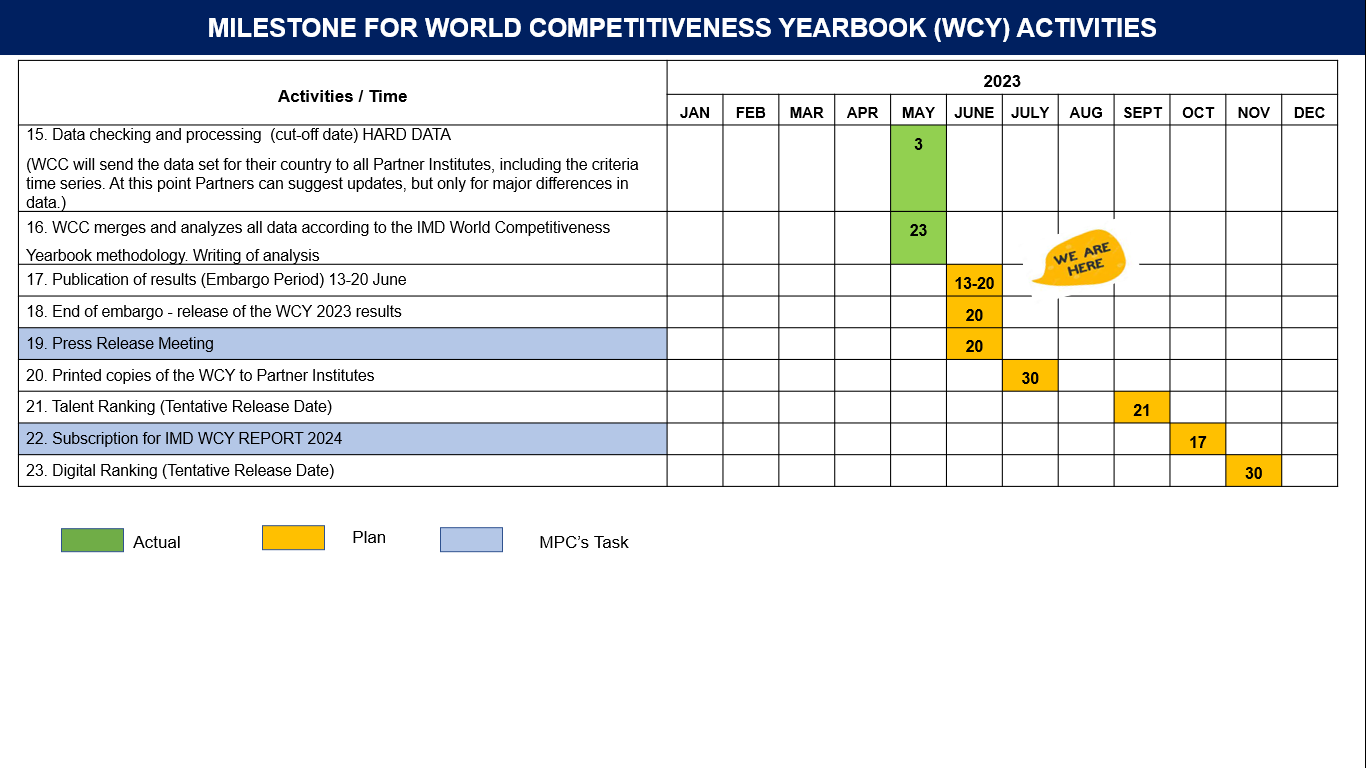 MILESTONE FOR WORLD COMPETITIVENESS YEARBOOK (WCY) ACTIVITIES
Activities / Time
2023
JAN FEB MAR APR MAY JUNE JULY AUG SEPT OCT NOV DEC
15. Data checking and processing (cut-off date) HARD DATA
3
(WCC will send the data set for their country to all Partner Institutes, including the criteria
time series. At this point Partners can suggest updates, but only for major differences in
data.)
16. WCC merges and analyzes all data according to the IMD World Competitiveness
23
Yearbook methodology. Writing of analysis
WE ARE
HERE
17. Publication of results (Embargo Period) 13-20 June
13-20
18. End of embargo - release of the WCY 2023 results
20
19. Press Release Meeting
20
20. Printed copies of the WCY to Partner Institutes
30
21. Talent Ranking (Tentative Release Date)
21
22. Subscription for IMD WCY REPORT 2024
17
23. Digital Ranking (Tentative Release Date)
30
Actual
Plan
MPC's Task